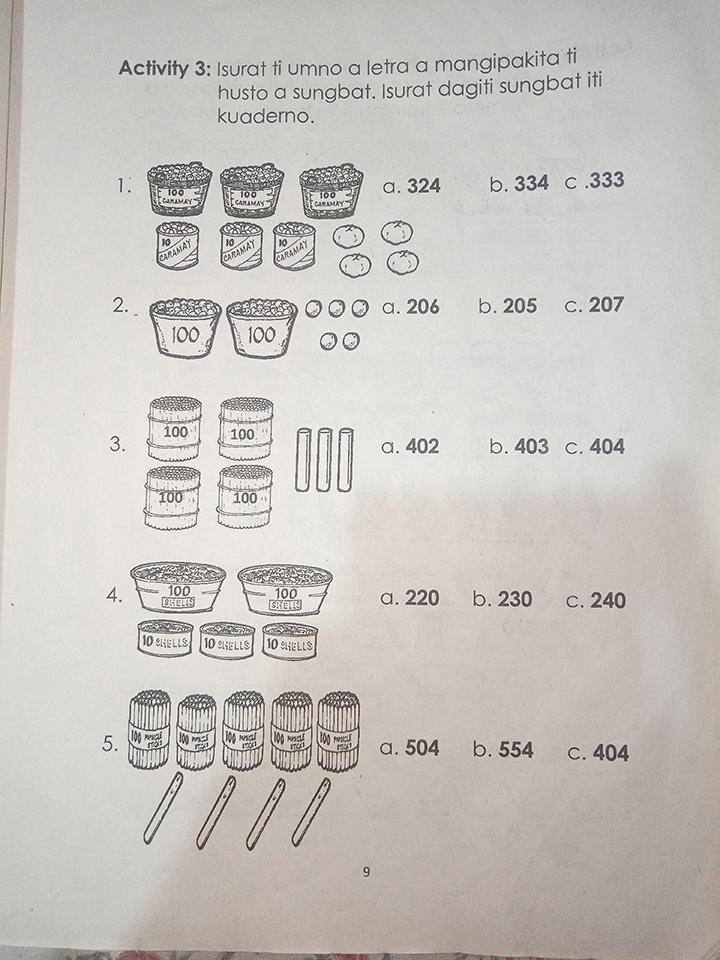 Activity 3: Isurat ti umno a letra a mangipakita ti
husto a sungbat. Isurat dagiti sungbat iti
kuaderno.
1. 100 CARAMAY 100 CARAMAY 100 CARAMAY a. 324 b. 334 c .333
10 CARAMAY 10 CARAMAY 10 CARAMAY
2. 100 100 a. 206 b. 205 c. 207
100 100
3. a. 402 b. 403 c. 404
100 100
4. 100 SHELLS 100 SHELLS a. 220 b. 230 c. 240
10 SHELLS 10 SHELLS 10 SHELLS
5. 100 POPSICLE STICKS 100 POPSICLE STICKS 100 POPSICLE STICKS 100 POPSICLE STICKS 100 POPSICLE STICKS a. 504 b. 554 c. 404
9